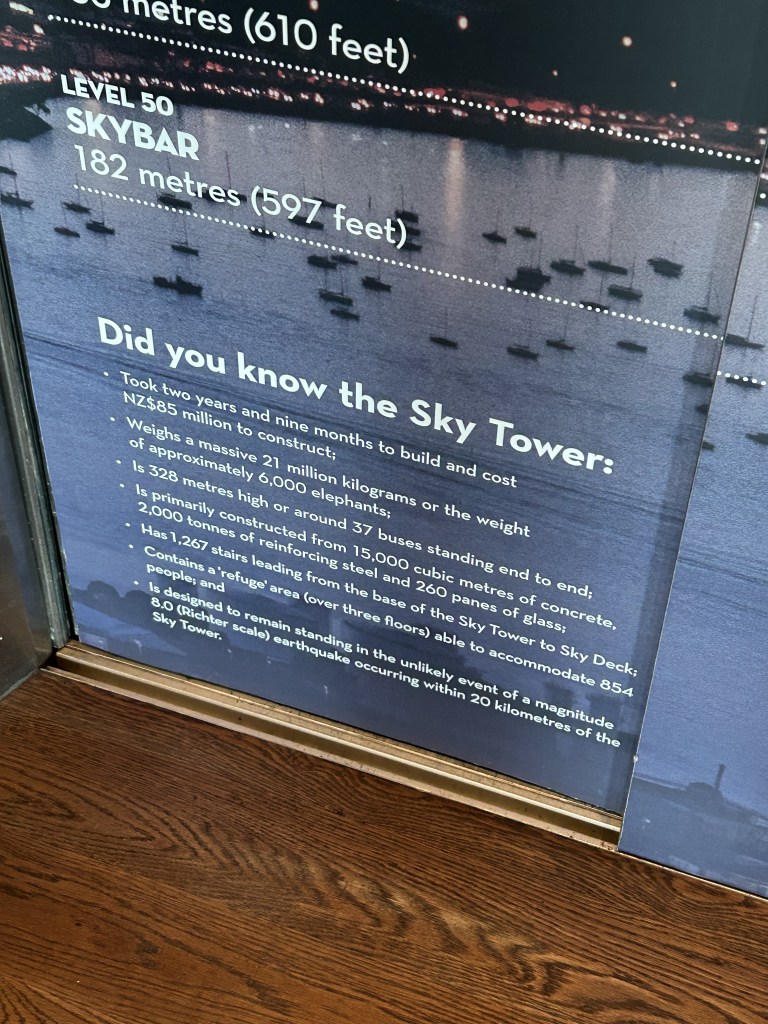 metres (610 feet)
LEVEL 50
SKYBAR
182 metres (597 feet)
Did you know the Sky Tower:
• Took two years and nine months to build and cost
NZ$85 million to construct;
• Weighs a massive 21 million kilograms or the weight
of approximately 6,000 elephants;
• Is 328 metres high or around 37 buses standing end to end;
• Is primarily constructed from 15,000 cubic metres of concrete,
2,000 tonnes of reinforcing steel and 260 panes of glass;
• Has 1,267 stairs leading from the base of the Sky Tower to Sky Deck;
• Contains a 'refuge' area (over three floors) able to accommodate 854
people; and
• Is designed to remain standing in the unlikely event of a magnitude
8.0 (Richter scale) earthquake occurring within 20 kilometres of the
Sky Tower.